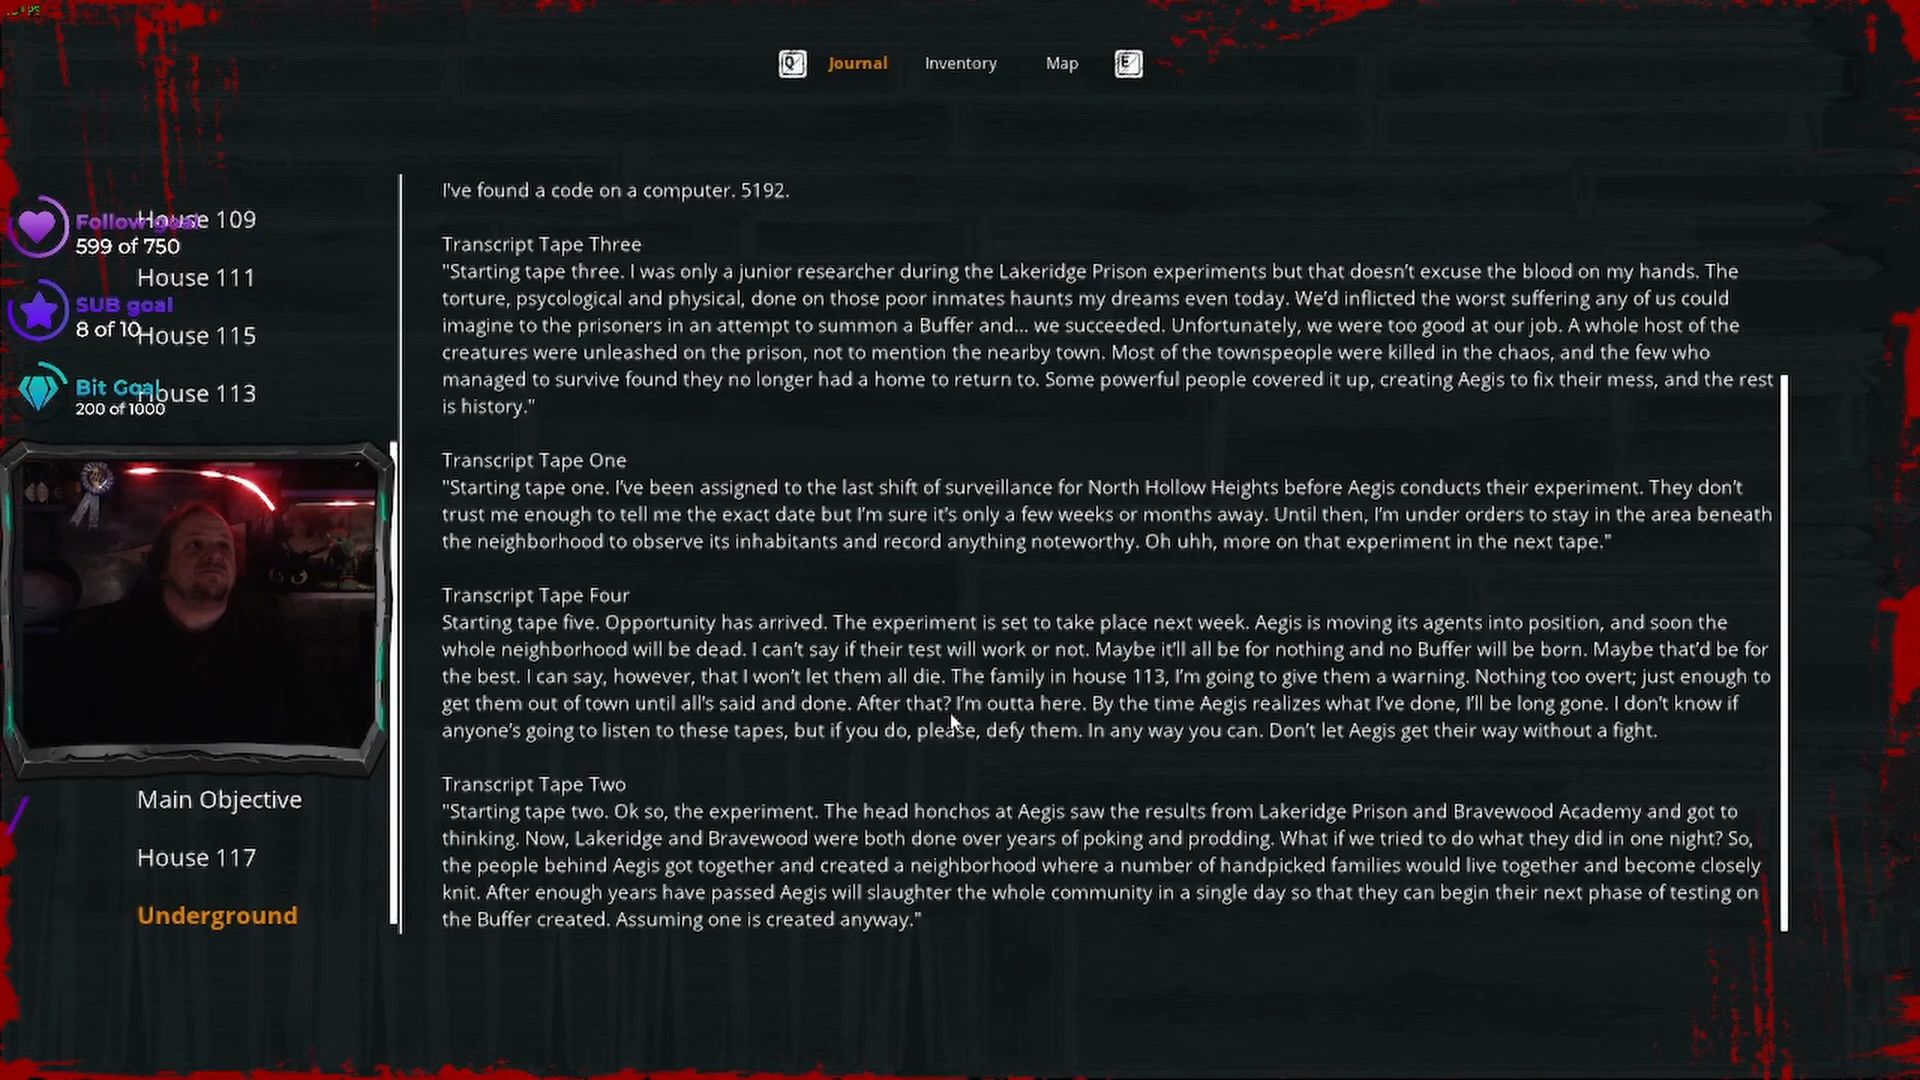 Q Journal Inventory Map E
I've found a code on a computer. 5192.
Transcript Tape Three
"Starting tape three. I was only a junior researcher during the Lakeridge Prison experiments but that doesn't excuse the blood on my hands. The
torture, psycological and physical, done on those poor inmates haunts my dreams even today. We'd inflicted the worst suffering any of us could
imagine to the prisoners in an attempt to summon a Buffer and... we succeeded. Unfortunately, we were too good at our job. A whole host of the
creatures were unleashed on the prison, not to mention the nearby town. Most of the townspeople were killed in the chaos, and the few who
managed to survive found they no longer had a home to return to. Some powerful people covered it up, creating Aegis to fix their mess, and the rest
is history."
Transcript Tape One
"Starting tape one. I've been assigned to the last shift of surveillance for North Hollow Heights before Aegis conducts their experiment. They don't
trust me enough to tell me the exact date but I'm sure it's only a few weeks or months away. Until then, I'm under orders to stay in the area beneath
the neighborhood to observe its inhabitants and record anything noteworthy. Oh uhh, more on that experiment in the next tape."
Transcript Tape Four
Starting tape five. Opportunity has arrived. The experiment is set to take place next week. Aegis is moving its agents into position, and soon the
whole neighborhood will be dead. I can't say if their test will work or not. Maybe it'll all be for nothing and no Buffer will be born. Maybe that'd be for
the best. I can say, however, that I won't let them all die. The family in house 113, I'm going to give them a warning. Nothing too overt; just enough to
get them out of town until all's said and done. After that? I'm outta here. By the time Aegis realizes what I've done, I'll be long gone. I don't know if
anyone's going to listen to these tapes, but if you do, please, defy them. In any way you can. Don't let Aegis get their way without a fight.
Transcript Tape Two
"Starting tape two. Ok so, the experiment. The head honchos at Aegis saw the results from Lakeridge Prison and Bravewood Academy and got to
thinking. Now, Lakeridge and Bravewood were both done over years of poking and prodding. What if we tried to do what they did in one night? So,
the people behind Aegis got together and created a neighborhood where a number of handpicked families would live together and become closely
knit. After enough years have passed Aegis will slaughter the whole community in a single day so that they can begin their next phase of testing on
the Buffer created. Assuming one is created anyway."
Follow goal
599 of 750
House 109
House 111
SUB goal
8 of 10
House 115
Bit Goal
200 of 1000
House 113
Main Objective
House 117
Underground